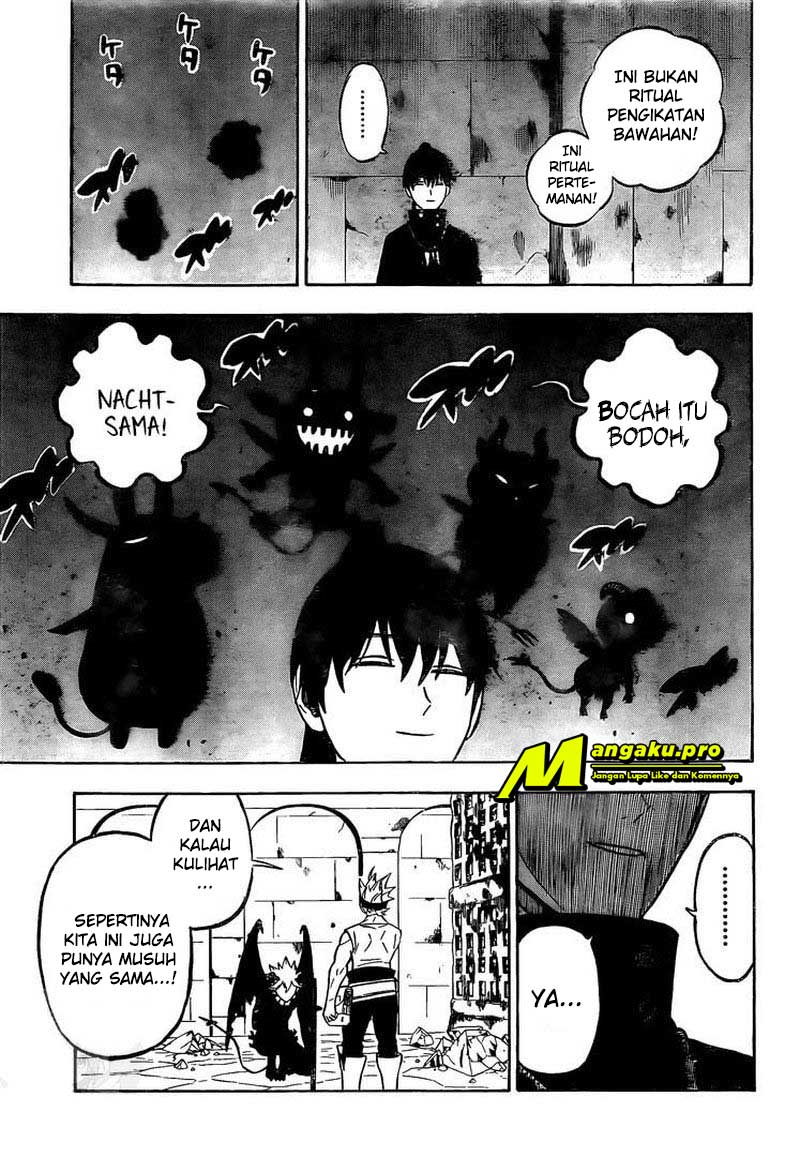 INI BUKAN
RITUAL
PENGIKATAN
BAWAHAN!
INI
RITUAL
PERTE-
MANAN!
………
ケタ
ケタ
ケタ
BOCAH ITU
BODOH,
NACHT-
SAMA!
Mangaku.pro
Jangan Lupa Like dan Komennya
………
YA...
DAN
KALAU
KULIHAT
...
SEPERTINYA
KITA INI JUGA
PUNYA MUSUH
YANG SAMA...!